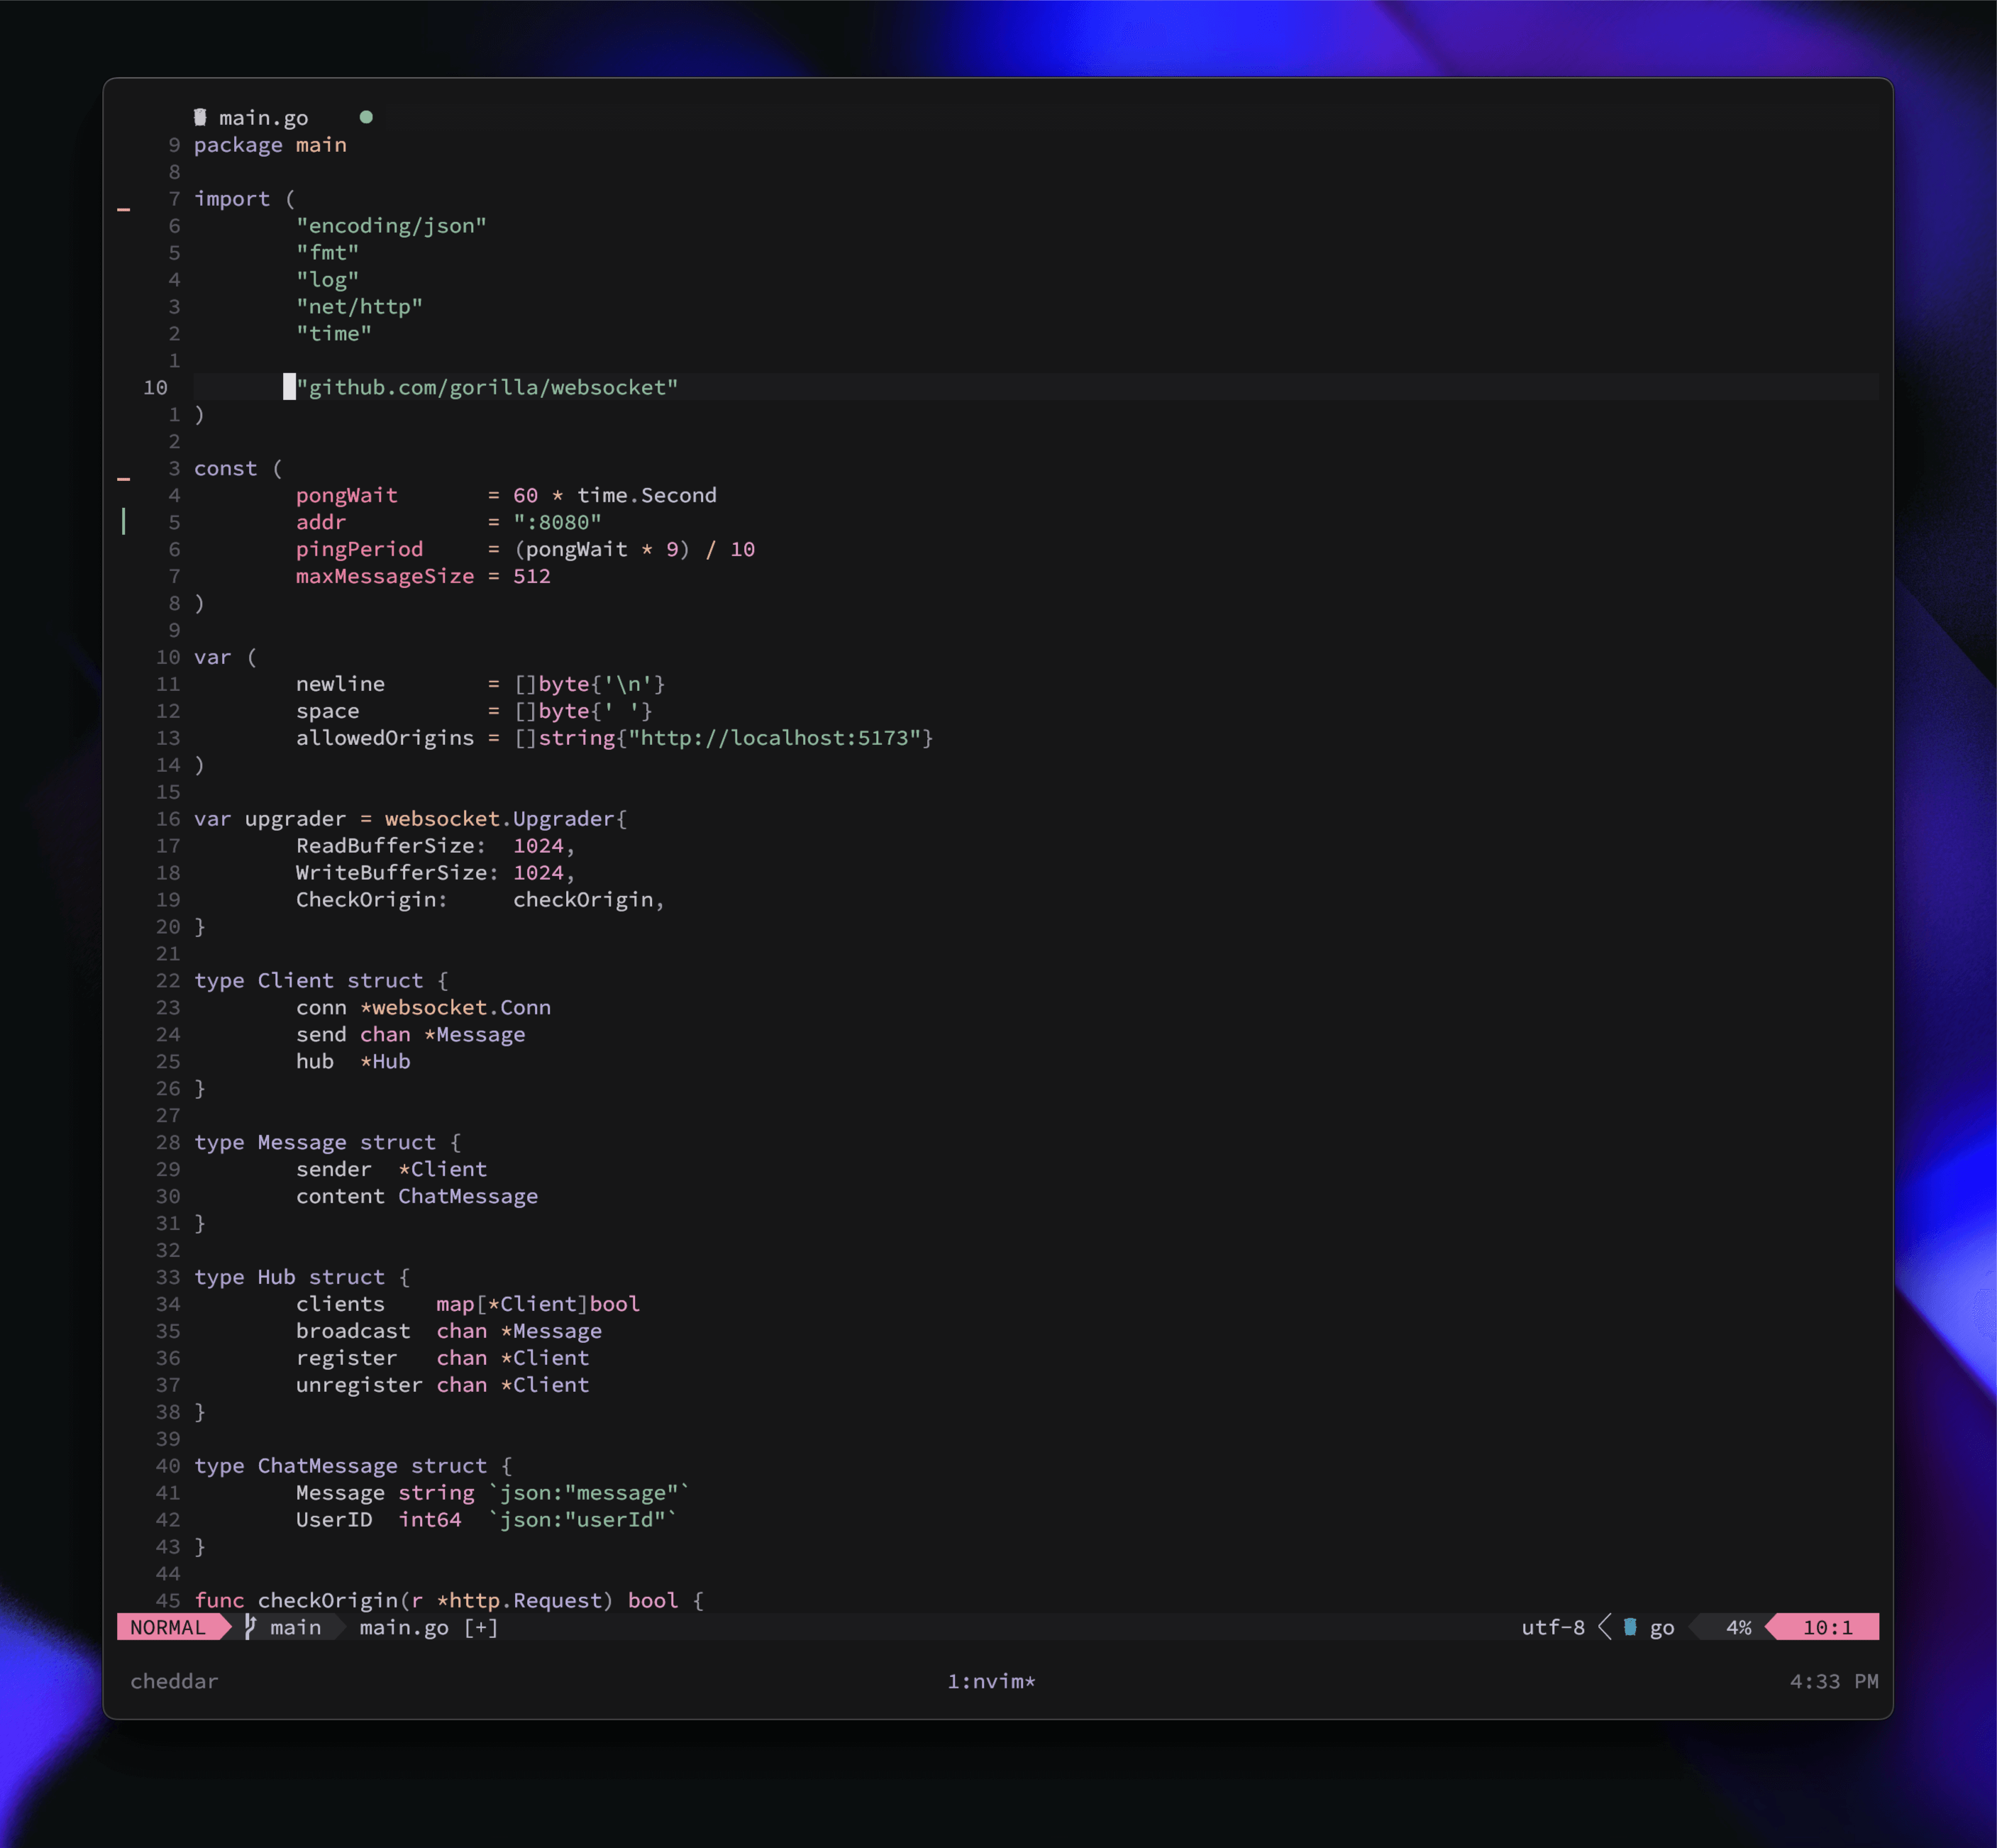 main.go
9 package main
8
7 import (
6         "encoding/json"
5         "fmt"
4         "log"
3         "net/http"
2         "time"
1
10         "github.com/gorilla/websocket"
1 )
2
3 const (
4         pongWait       = 60 * time.Second
5         addr           = ":8080"
6         pingPeriod     = (pongWait * 9) / 10
7         maxMessageSize = 512
8 )
9
10 var (
11         newline        = []byte{'\n'}
12         space          = []byte{' '}
13         allowedOrigins = []string{"http://localhost:5173"}
14 )
15
16 var upgrader = websocket.Upgrader{
17         ReadBufferSize:  1024,
18         WriteBufferSize: 1024,
19         CheckOrigin:     checkOrigin,
20 }
21
22 type Client struct {
23         conn *websocket.Conn
24         send chan *Message
25         hub  *Hub
26 }
27
28 type Message struct {
29         sender  *Client
30         content ChatMessage
31 }
32
33 type Hub struct {
34         clients    map[*Client]bool
35         broadcast  chan *Message
36         register   chan *Client
37         unregister chan *Client
38 }
39
40 type ChatMessage struct {
41         Message string `json:"message"`
42         UserID  int64  `json:"userId"`
43 }
44
45 func checkOrigin(r *http.Request) bool {
NORMAL main main.go [+] utf-8 go 4% 10:1
cheddar 1:nvim* 4:33 PM